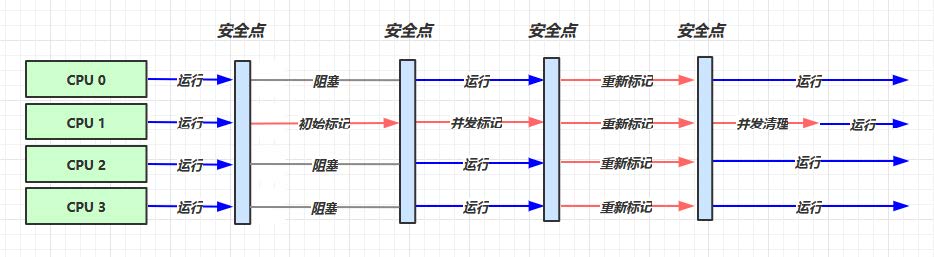 安全点 安全点 安全点 安全点
CPU 0 运行 阻塞 运行 重新标记 运行
CPU 1 运行 初始标记 并发标记 重新标记 并发清理 运行
CPU 2 运行 阻塞 运行 重新标记 运行
CPU 3 运行 阻塞 运行 重新标记 运行